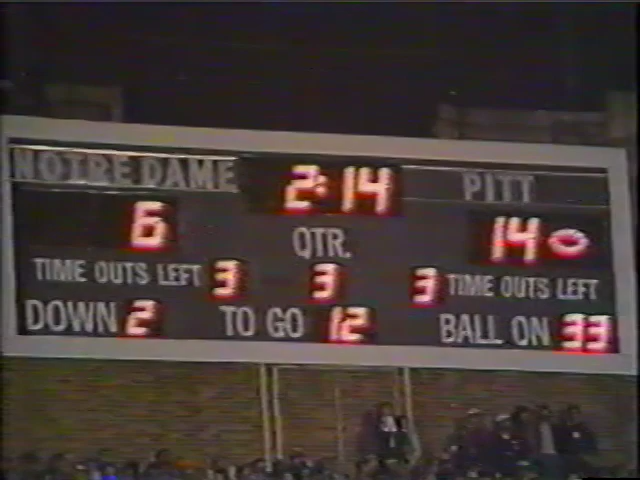 NOTRE DAME 2:14 PITT
6 QTR. 14
TIME OUTS LEFT 3 3 3 TIME OUTS LEFT
DOWN 2 TO GO 12 BALL ON 33